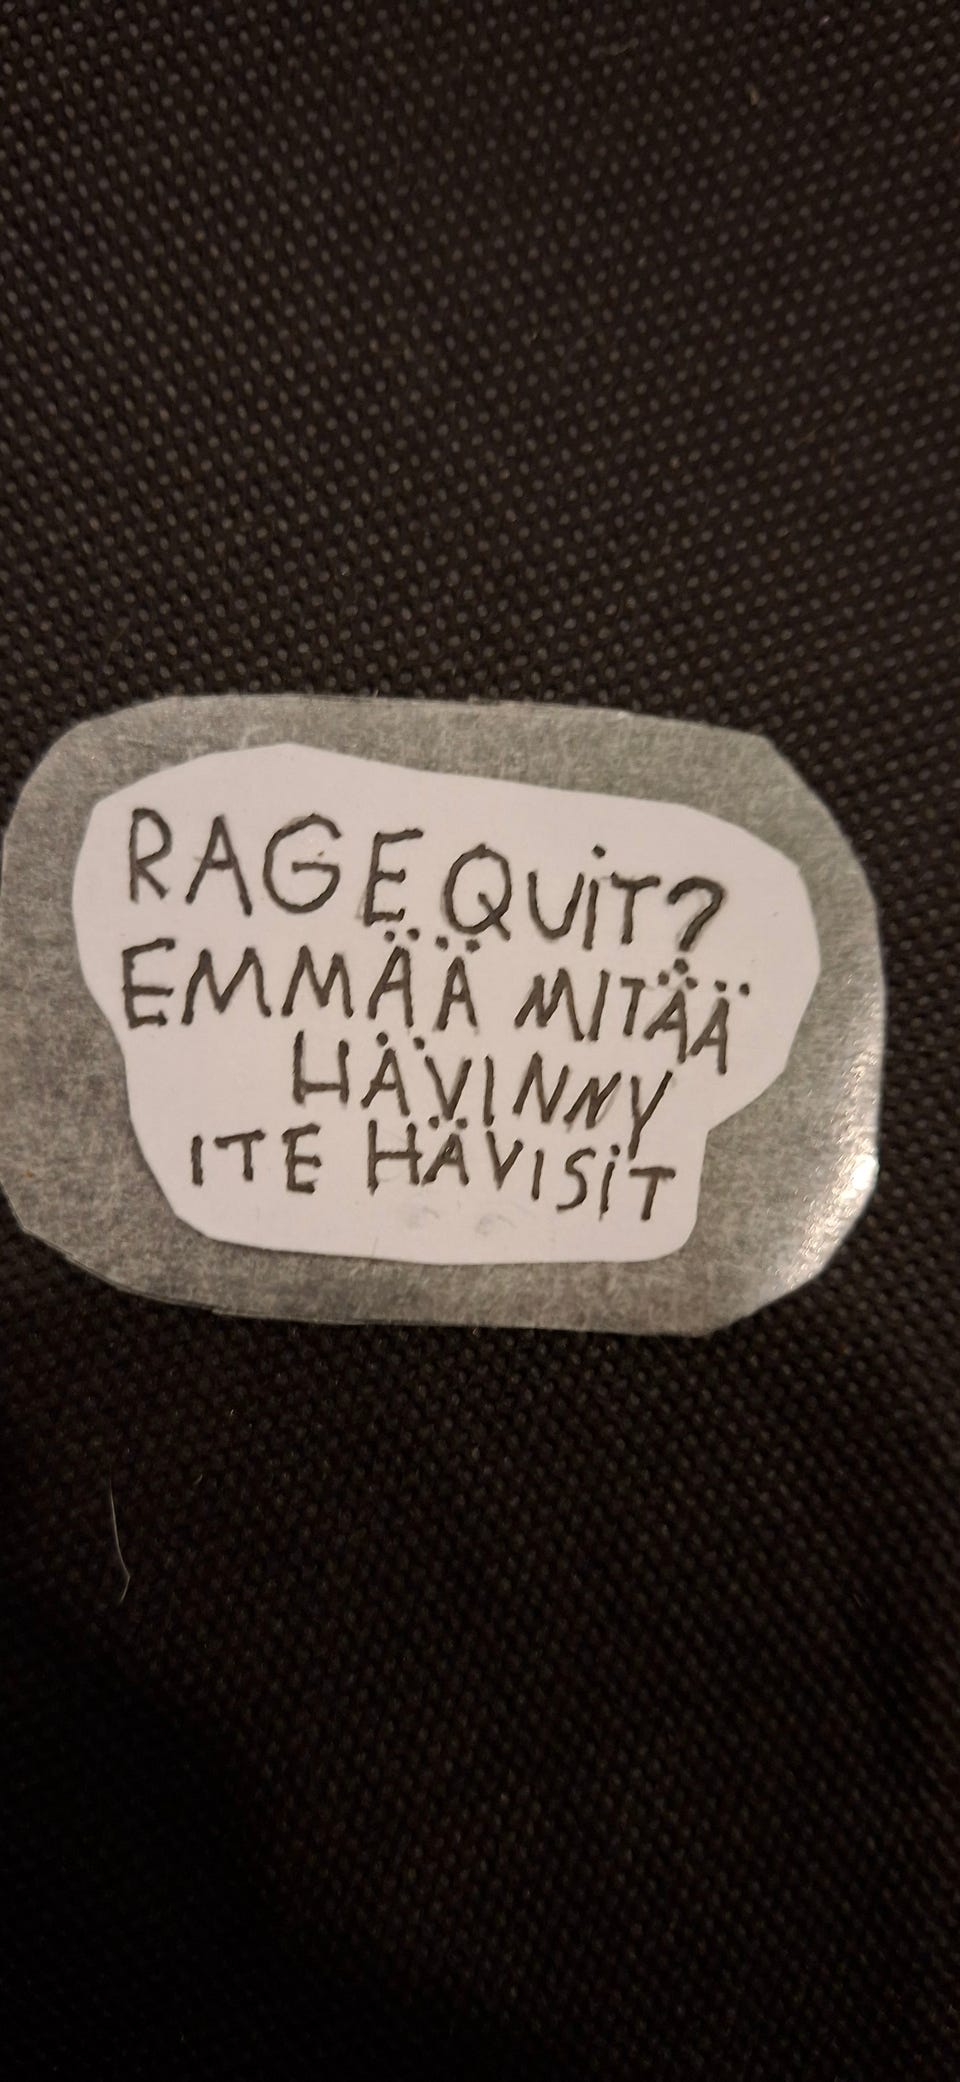 RAGE QUIT?
EMMÄÄ MITÄÄ
HÄVINNY
ITE HÄVISIT